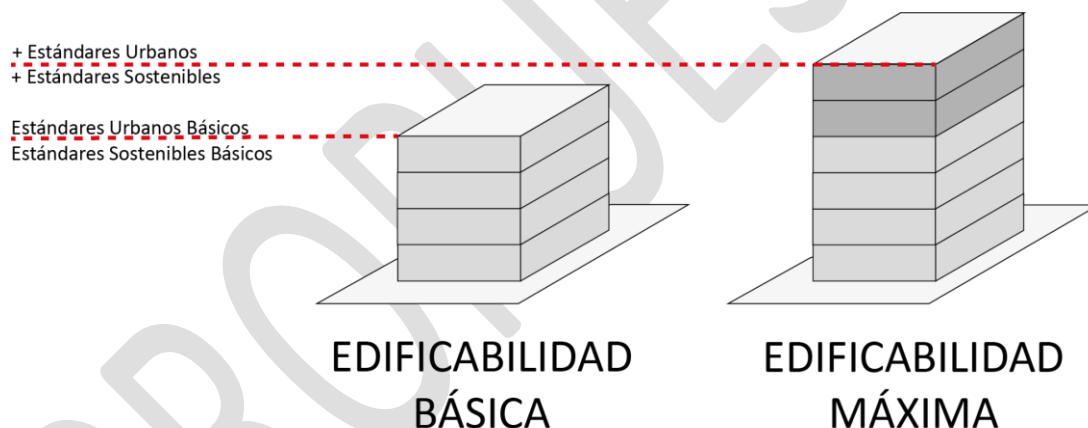 + Estándares Urbanos
+ Estándares Sostenibles
Estándares Urbanos Básicos
Estándares Sostenibles Básicos
EDIFICABILIDAD
BÁSICA
EDIFICABILIDAD
MÁXIMA